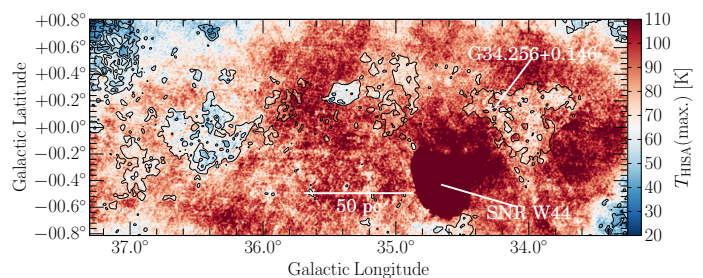 +00.8°
+00.6°
+00.4°
+00.2°
+00.0°
−00.2°
−00.4°
−00.6°
−00.8°
Galactic Latitude
G34.256+0.146
50 pc
SNR W44
37.0° 36.0° 35.0° 34.0°
Galactic Longitude
110
100
90
80
70
60
50
40
30
20
T_HISA(max.) [K]